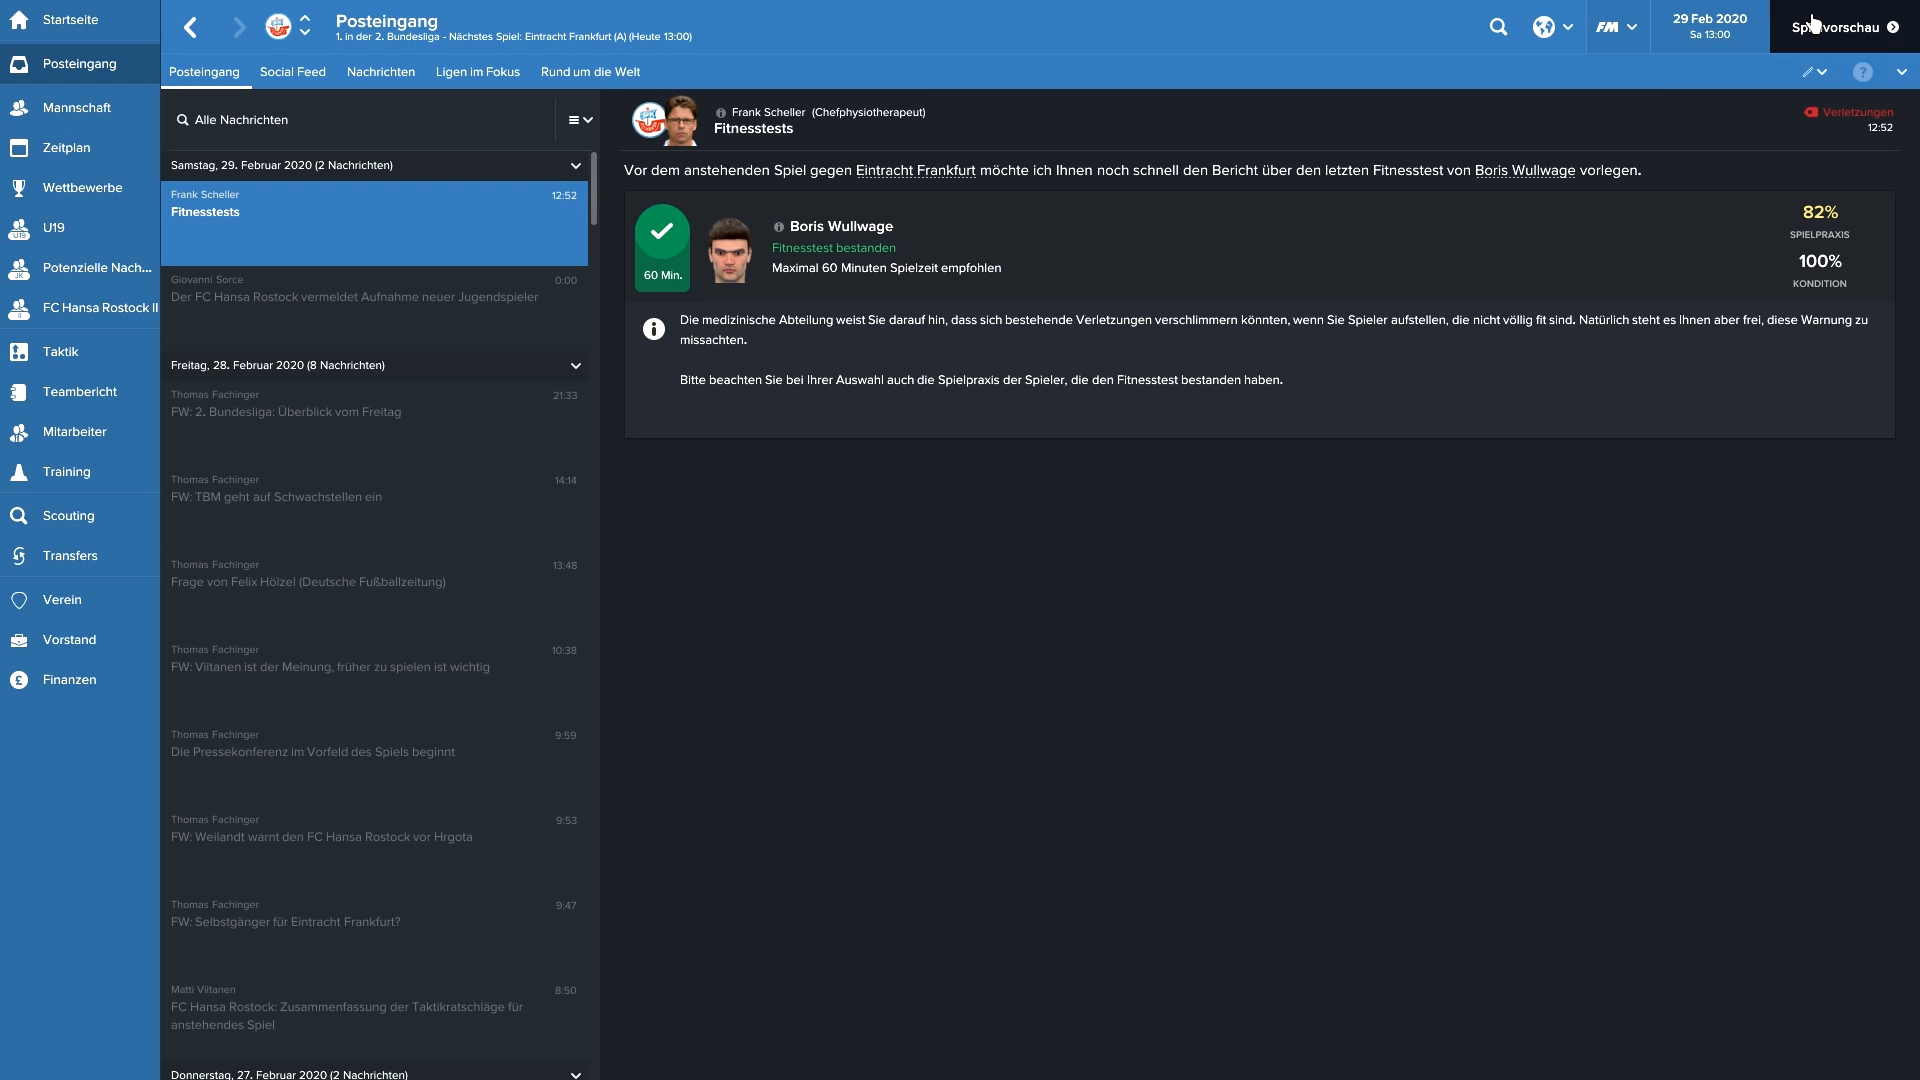 Startseite
Posteingang
Mannschaft
Zeitplan
Wettbewerbe
U19
Potenzielle Nach...
FC Hansa Rostock II
Taktik
Teambericht
Mitarbeiter
Training
Scouting
Transfers
Verein
Vorstand
Finanzen
Posteingang
1. in der 2. Bundesliga - Nächstes Spiel: Eintracht Frankfurt (A) (Heute 13:00)
FM
29 Feb 2020
Sa 13:00
Posteingang Social Feed Nachrichten Ligen im Fokus Rund um die Welt
?
Alle Nachrichten
Samstag, 29. Februar 2020 (2 Nachrichten)
Frank Scheller 12:52
Fitnesstests
Giovanni Sorce 0:00
Der FC Hansa Rostock vermeldet Aufnahme neuer Jugendspieler
Freitag, 28. Februar 2020 (8 Nachrichten)
Thomas Fachinger 21:33
FW: 2. Bundesliga: Überblick vom Freitag
Thomas Fachinger 14:14
FW: TBM geht auf Schwachstellen ein
Thomas Fachinger 13:48
Frage von Felix Hölzel (Deutsche Fußballzeitung)
Thomas Fachinger 10:38
FW: Viitanen ist der Meinung, früher zu spielen ist wichtig
Thomas Fachinger 9:59
Die Pressekonferenz im Vorfeld des Spiels beginnt
Thomas Fachinger 9:53
FW: Weilandt warnt den FC Hansa Rostock vor Hrgota
Thomas Fachinger 9:47
FW: Selbstgänger für Eintracht Frankfurt?
Matti Viitanen 8:50
FC Hansa Rostock: Zusammenfassung der Taktikratschläge für
anstehendes Spiel
Donnerstag, 27. Februar 2020 (2 Nachrichten)
Frank Scheller (Chefphysiotherapeut)
Fitnesstests
Verletzungen
12:52
Vor dem anstehenden Spiel gegen Eintracht Frankfurt möchte ich Ihnen noch schnell den Bericht über den letzten Fitnesstest von Boris Wullwage vorlegen.
60 Min.
Boris Wullwage
Fitnesstest bestanden
Maximal 60 Minuten Spielzeit empfohlen
82%
SPIELPRAXIS
100%
KONDITION
Die medizinische Abteilung weist Sie darauf hin, dass sich bestehende Verletzungen verschlimmern könnten, wenn Sie Spieler aufstellen, die nicht völlig fit sind. Natürlich steht es Ihnen aber frei, diese Warnung zu
missachten.
Bitte beachten Sie bei Ihrer Auswahl auch die Spielpraxis der Spieler, die den Fitnesstest bestanden haben.